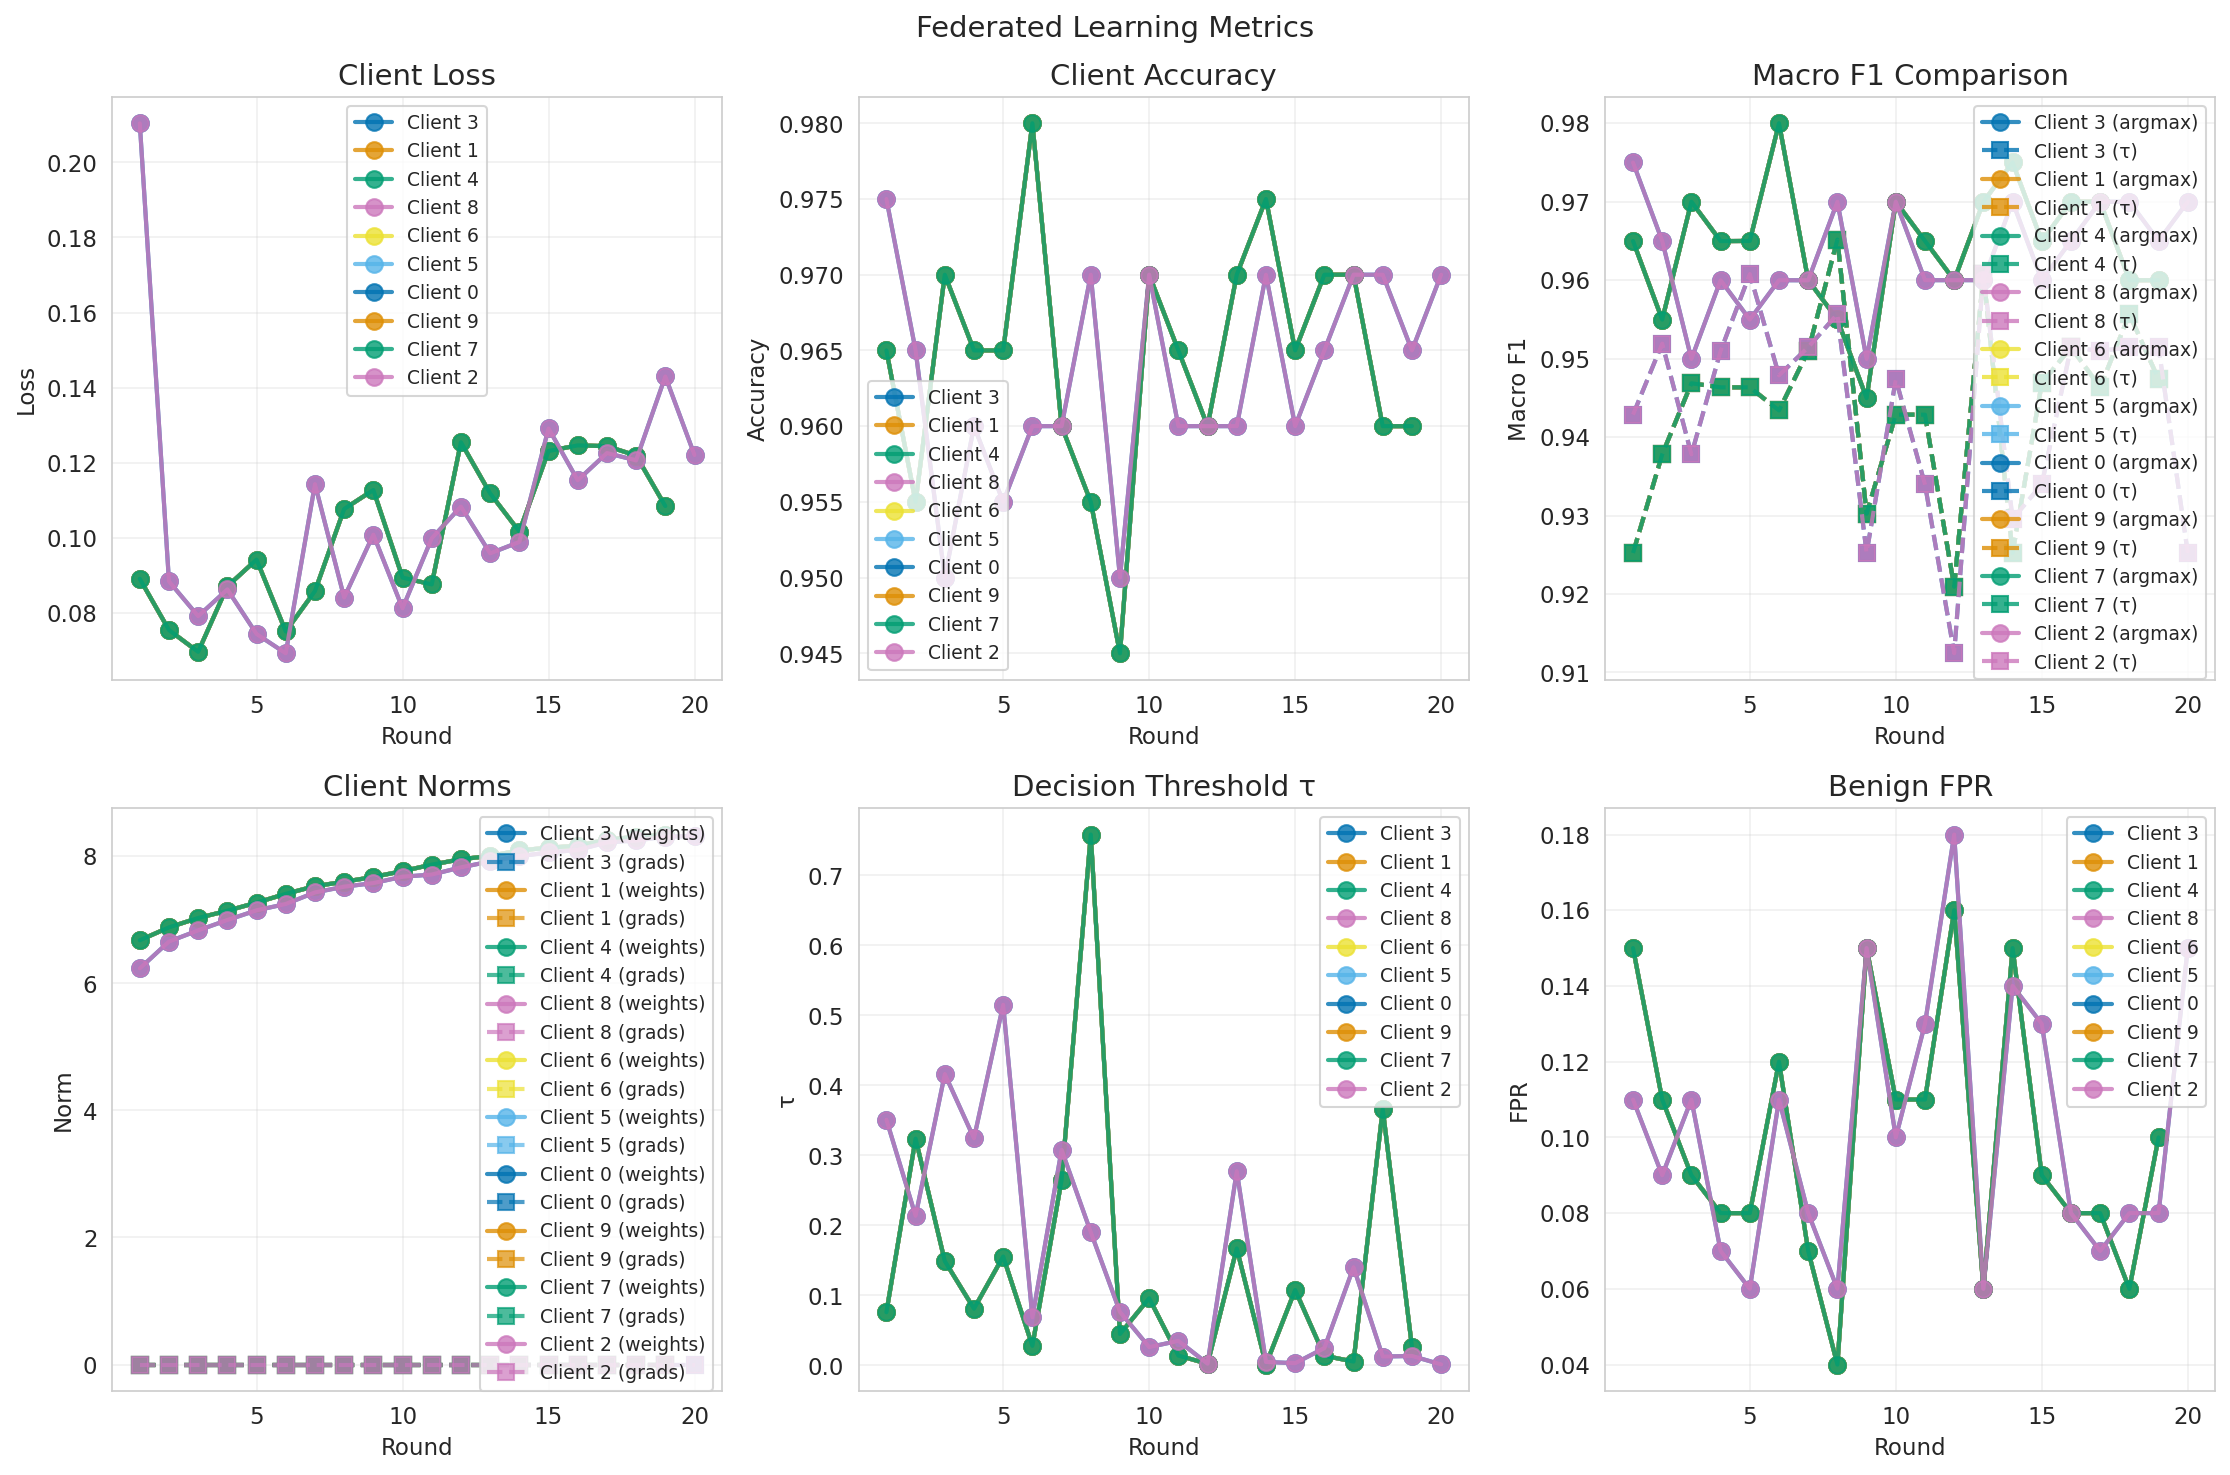 Federated Learning Metrics
Client Loss
Loss
0.20
0.18
0.16
0.14
0.12
0.10
0.08
5
10
15
20
Round
Client 3
Client 1
Client 4
Client 8
Client 6
Client 5
Client 0
Client 9
Client 7
Client 2
Client Accuracy
Accuracy
0.980
0.975
0.970
0.965
0.960
0.955
0.950
0.945
5
10
15
20
Round
Client 3
Client 1
Client 4
Client 8
Client 6
Client 5
Client 0
Client 9
Client 7
Client 2
Macro F1 Comparison
Macro F1
0.98
0.97
0.96
0.95
0.94
0.93
0.92
0.91
5
10
15
20
Round
Client 3 (argmax)
Client 3 (τ)
Client 1 (argmax)
Client 1 (τ)
Client 4 (argmax)
Client 4 (τ)
Client 8 (argmax)
Client 8 (τ)
Client 6 (argmax)
Client 6 (τ)
Client 5 (argmax)
Client 5 (τ)
Client 0 (argmax)
Client 0 (τ)
Client 9 (argmax)
Client 9 (τ)
Client 7 (argmax)
Client 7 (τ)
Client 2 (argmax)
Client 2 (τ)
Client Norms
Norm
8
6
4
2
0
5
10
15
20
Round
Client 3 (weights)
Client 3 (grads)
Client 1 (weights)
Client 1 (grads)
Client 4 (weights)
Client 4 (grads)
Client 8 (weights)
Client 8 (grads)
Client 6 (weights)
Client 6 (grads)
Client 5 (weights)
Client 5 (grads)
Client 0 (weights)
Client 0 (grads)
Client 9 (weights)
Client 9 (grads)
Client 7 (weights)
Client 7 (grads)
Client 2 (weights)
Client 2 (grads)
Decision Threshold τ
τ
0.7
0.6
0.5
0.4
0.3
0.2
0.1
0.0
5
10
15
20
Round
Client 3
Client 1
Client 4
Client 8
Client 6
Client 5
Client 0
Client 9
Client 7
Client 2
Benign FPR
FPR
0.18
0.16
0.14
0.12
0.10
0.08
0.06
0.04
5
10
15
20
Round
Client 3
Client 1
Client 4
Client 8
Client 6
Client 5
Client 0
Client 9
Client 7
Client 2